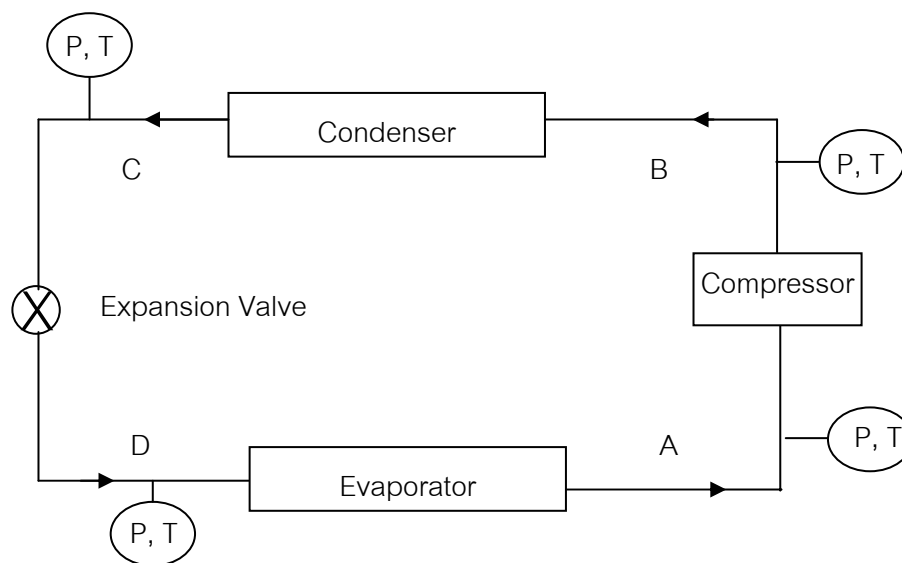 P, T
Condenser
C
B
P, T
Compressor
Expansion Valve
D
A
P, T
Evaporator
P, T